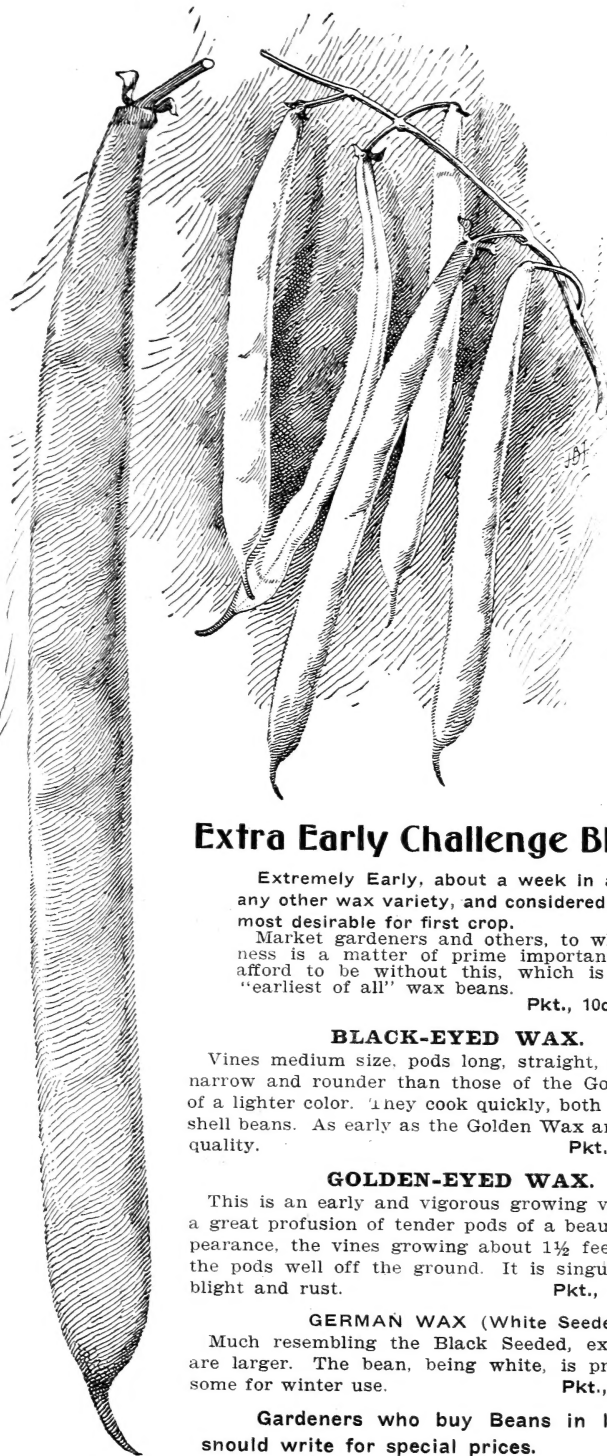 JBI
Extra Early Challenge Bl
Extremely Early, about a week in a
any other wax variety, and considered
most desirable for first crop.
Market gardeners and others, to w
ness is a matter of prime importan
afford to be without this, which is
“earliest of all” wax beans.
Pkt., 10c
BLACK-EYED WAX.
Vines medium size, pods long, straight,
narrow and rounder than those of the Go
of a lighter color. They cook quickly, both
shell beans. As early as the Golden Wax a
quality. Pkt.
GOLDEN-EYED WAX.
This is an early and vigorous growing v
a great profusion of tender pods of a beau
pearance, the vines growing about 1½ fee
the pods well off the ground. It is singu
blight and rust. Pkt.,
GERMAN WAX (White Seede
Much resembling the Black Seeded, ex
are larger. The bean, being white, is pr
some for winter use. Pkt.,
Gardeners who buy Beans in l
should write for special prices.